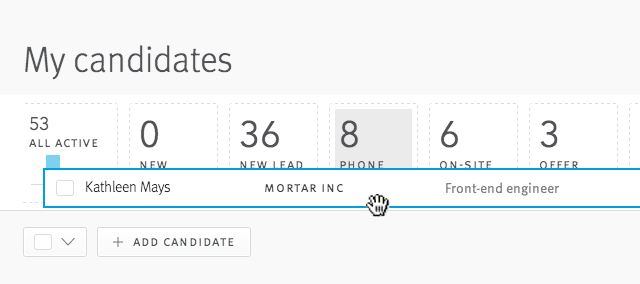 My candidates
53
ALL ACTIVE
0
NEW
36
NEW LEAD
8
PHONE
6
ON-SITE
3
OFFER
Kathleen Mays MORTAR INC Front-end engineer
+ ADD CANDIDATE